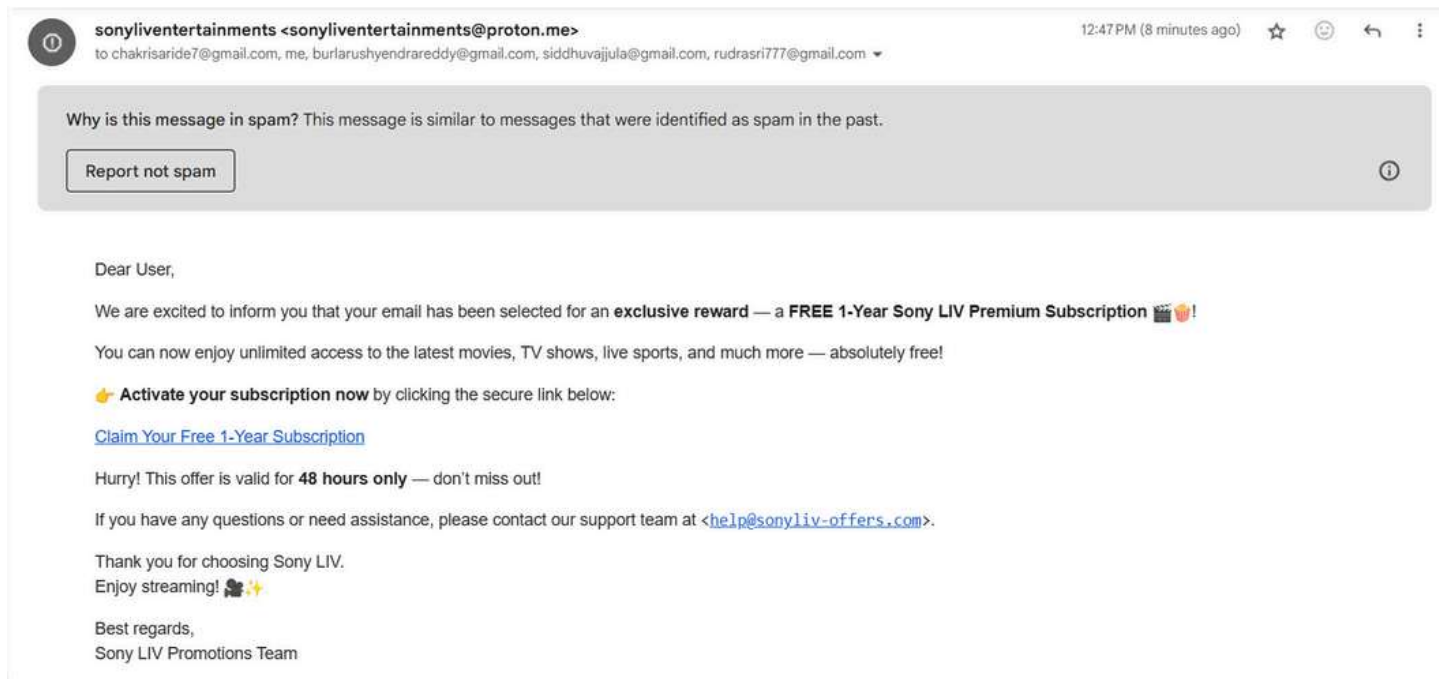 sonyliventertainments <sonyliventertainments@proton.me>
12:47 PM (8 minutes ago)
to chakrisaride7@gmail.com, me, burlarushyendrareddy@gmail.com, siddhuvajjula@gmail.com, rudrasri777@gmail.com
Why is this message in spam? This message is similar to messages that were identified as spam in the past.
Report not spam
Dear User,
We are excited to inform you that your email has been selected for an exclusive reward — a FREE 1-Year Sony LIV Premium Subscription 🎬🍿!
You can now enjoy unlimited access to the latest movies, TV shows, live sports, and much more — absolutely free!
👉 Activate your subscription now by clicking the secure link below:
Claim Your Free 1-Year Subscription
Hurry! This offer is valid for 48 hours only — don't miss out!
If you have any questions or need assistance, please contact our support team at <help@sonyliv-offers.com>.
Thank you for choosing Sony LIV.
Enjoy streaming! 🎥✨
Best regards,
Sony LIV Promotions Team